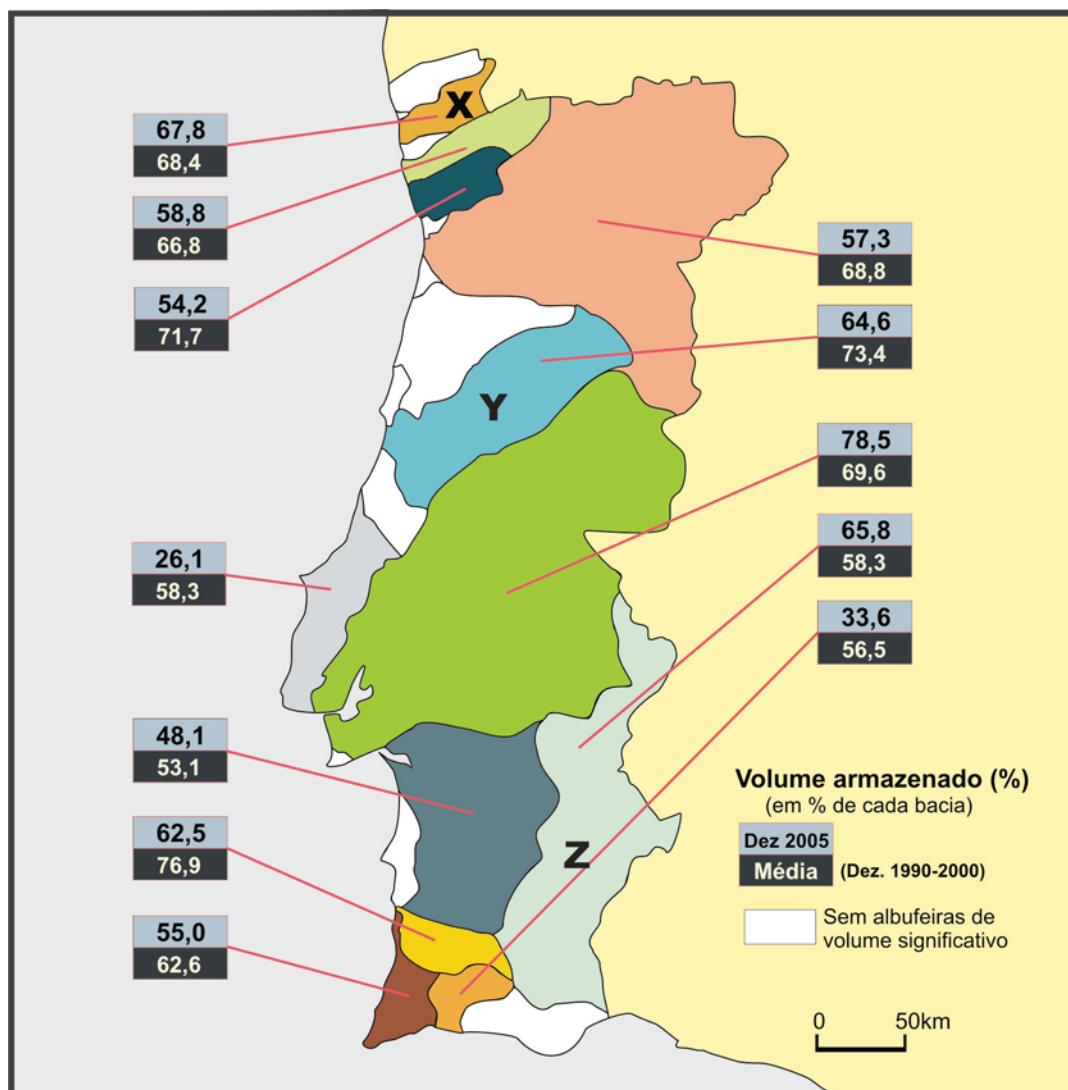 X
67,8
68,4
58,8
66,8
54,2
71,7
57,3
68,8
64,6
73,4
Y
78,5
69,6
65,8
58,3
26,1
58,3
33,6
56,5
48,1
53,1
62,5
76,9
Z
55,0
62,6
Volume armazenado (%)
(em % de cada bacia)
Dez 2005
Média (Dez. 1990-2000)
Sem albufeiras de
volume significativo
0 50km